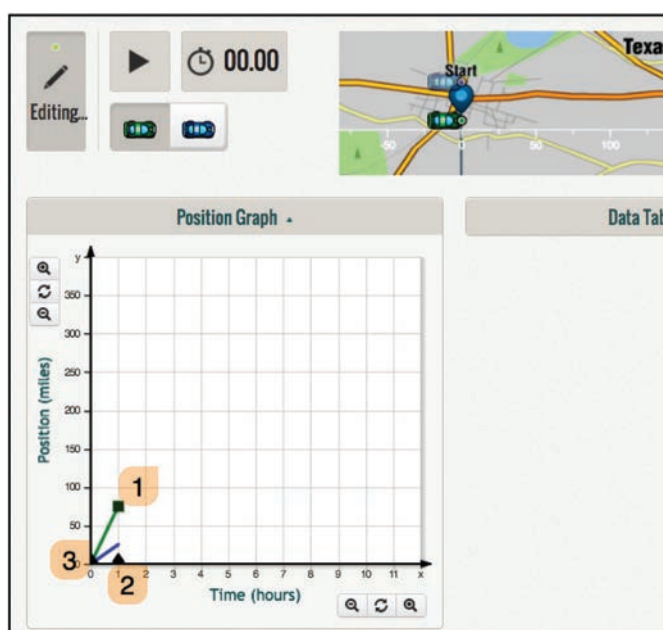 Editing...
00.00
Texa
Start
-50
0
50
100
Position Graph
Data Tab
y
350
300
250
200
150
100
50
0
1
2
3
Position (miles)
0 1 2 3 4 5 6 7 8 9 10 11 x
Time (hours)